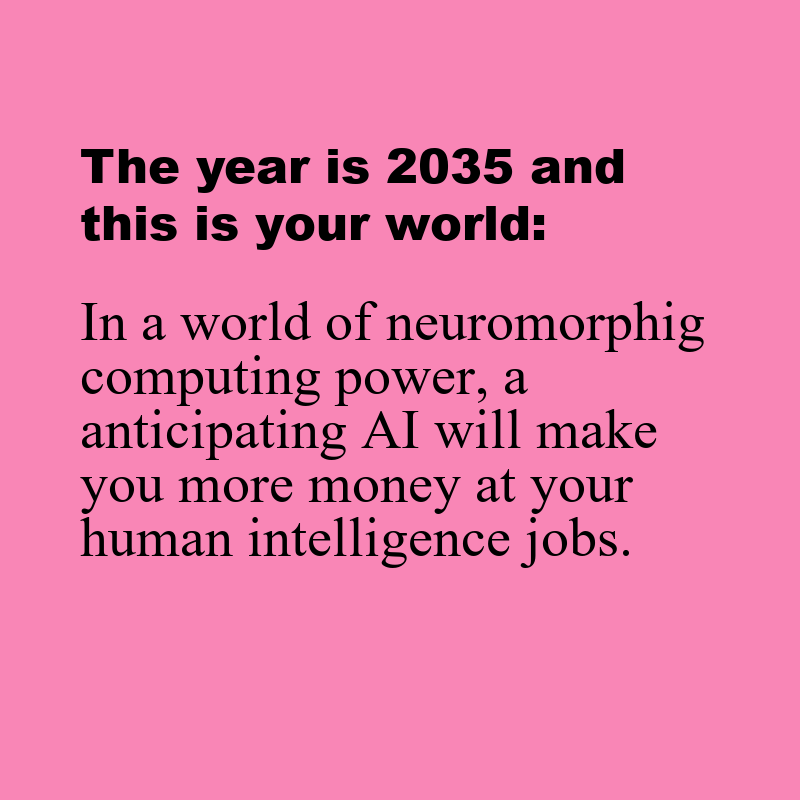 The year is 2035 and
this is your world:
In a world of neuromorphig
computing power, a
anticipating AI will make
you more money at your
human intelligence jobs.